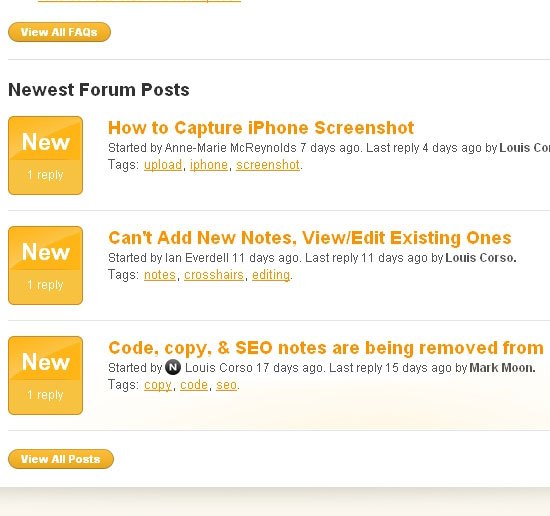 View All FAQs
Newest Forum Posts
New
1 reply
How to Capture iPhone Screenshot
Started by Anne-Marie McReynolds 7 days ago. Last reply 4 days ago by Louis
Tags: upload, iphone, screenshot.
New
1 reply
Can't Add New Notes, View/Edit Existing Ones
Started by Ian Everdell 11 days ago. Last reply 11 days ago by Louis Corso.
Tags: notes, crosshairs, editing.
New
1 reply
Code, copy, & SEO notes are being removed from
Started by N Louis Corso 17 days ago. Last reply 15 days ago by Mark Moon.
Tags: copy, code, seo.
View All Posts